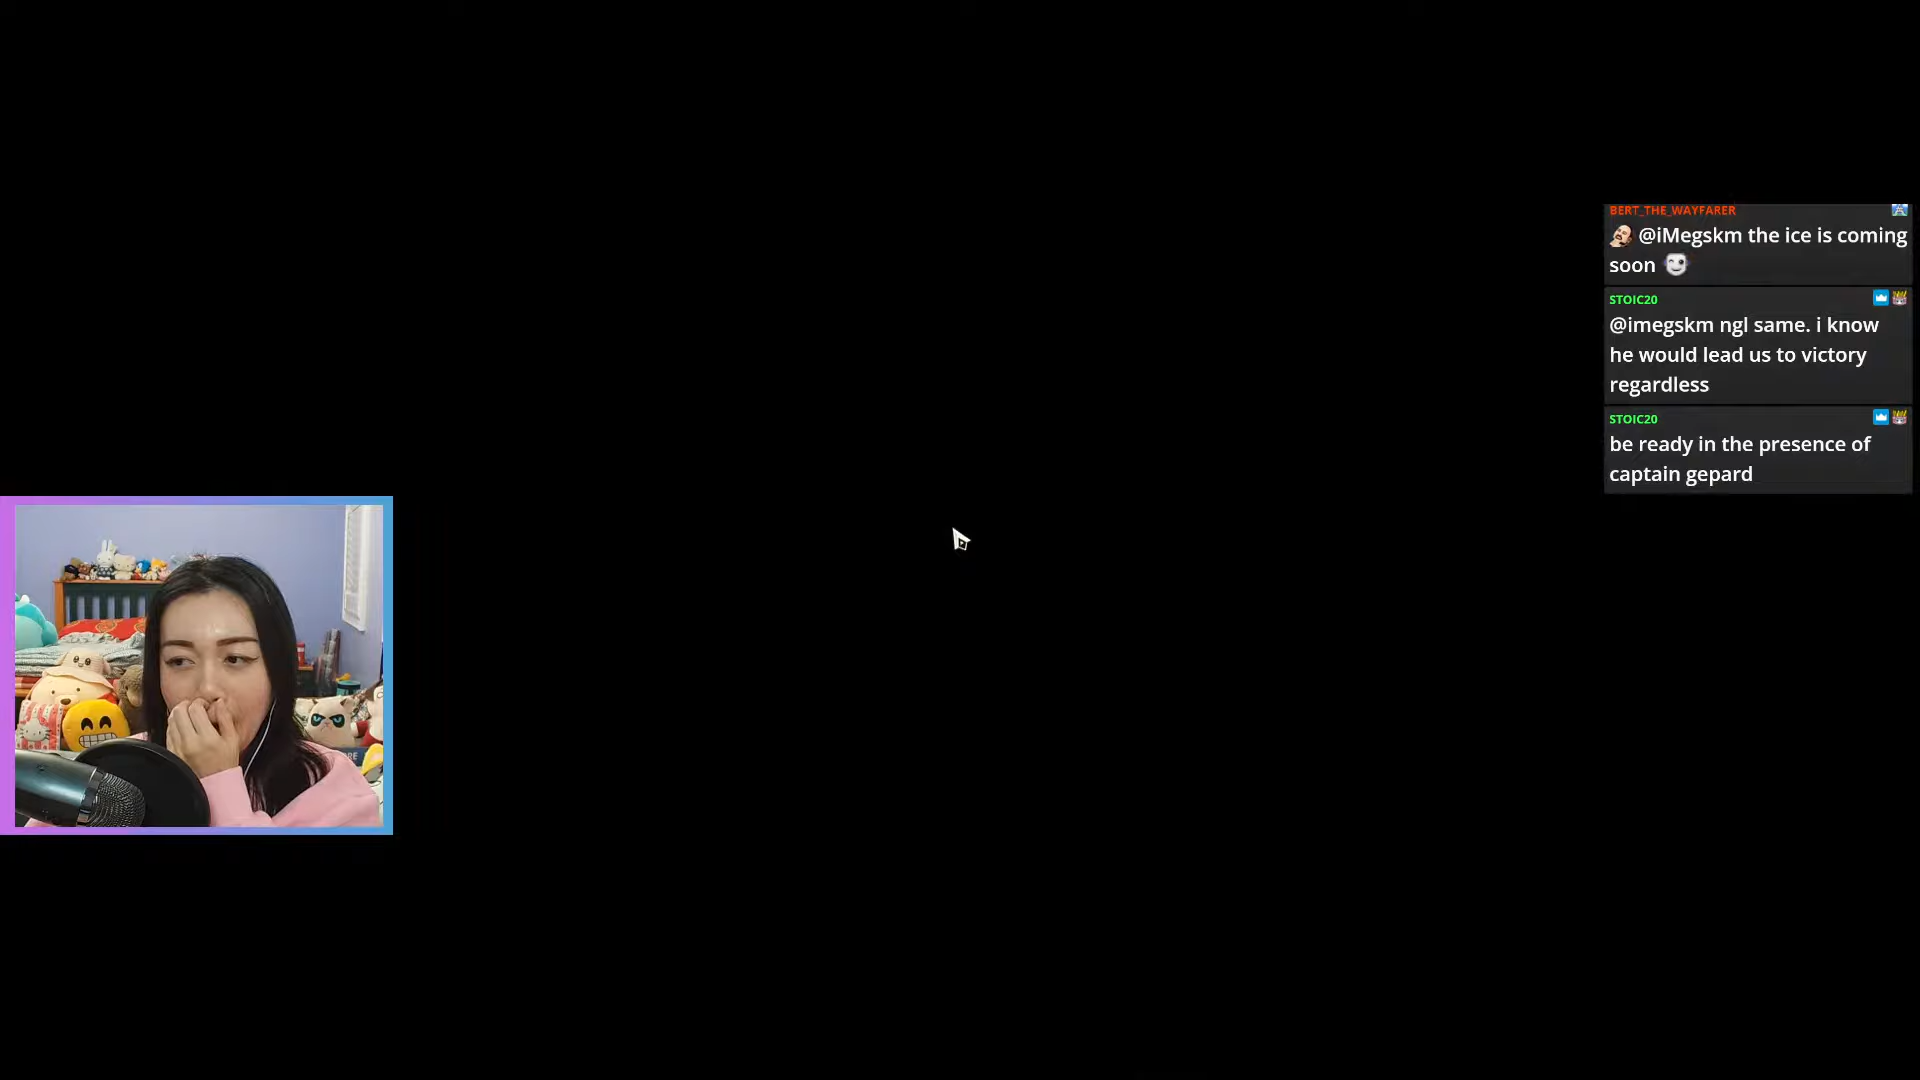 BERT_THE_WAYFARER
@iMegskm the ice is coming
soon
STOIC20
@imegskm ngl same. i know
he would lead us to victory
regardless
STOIC20
be ready in the presence of
captain gepard